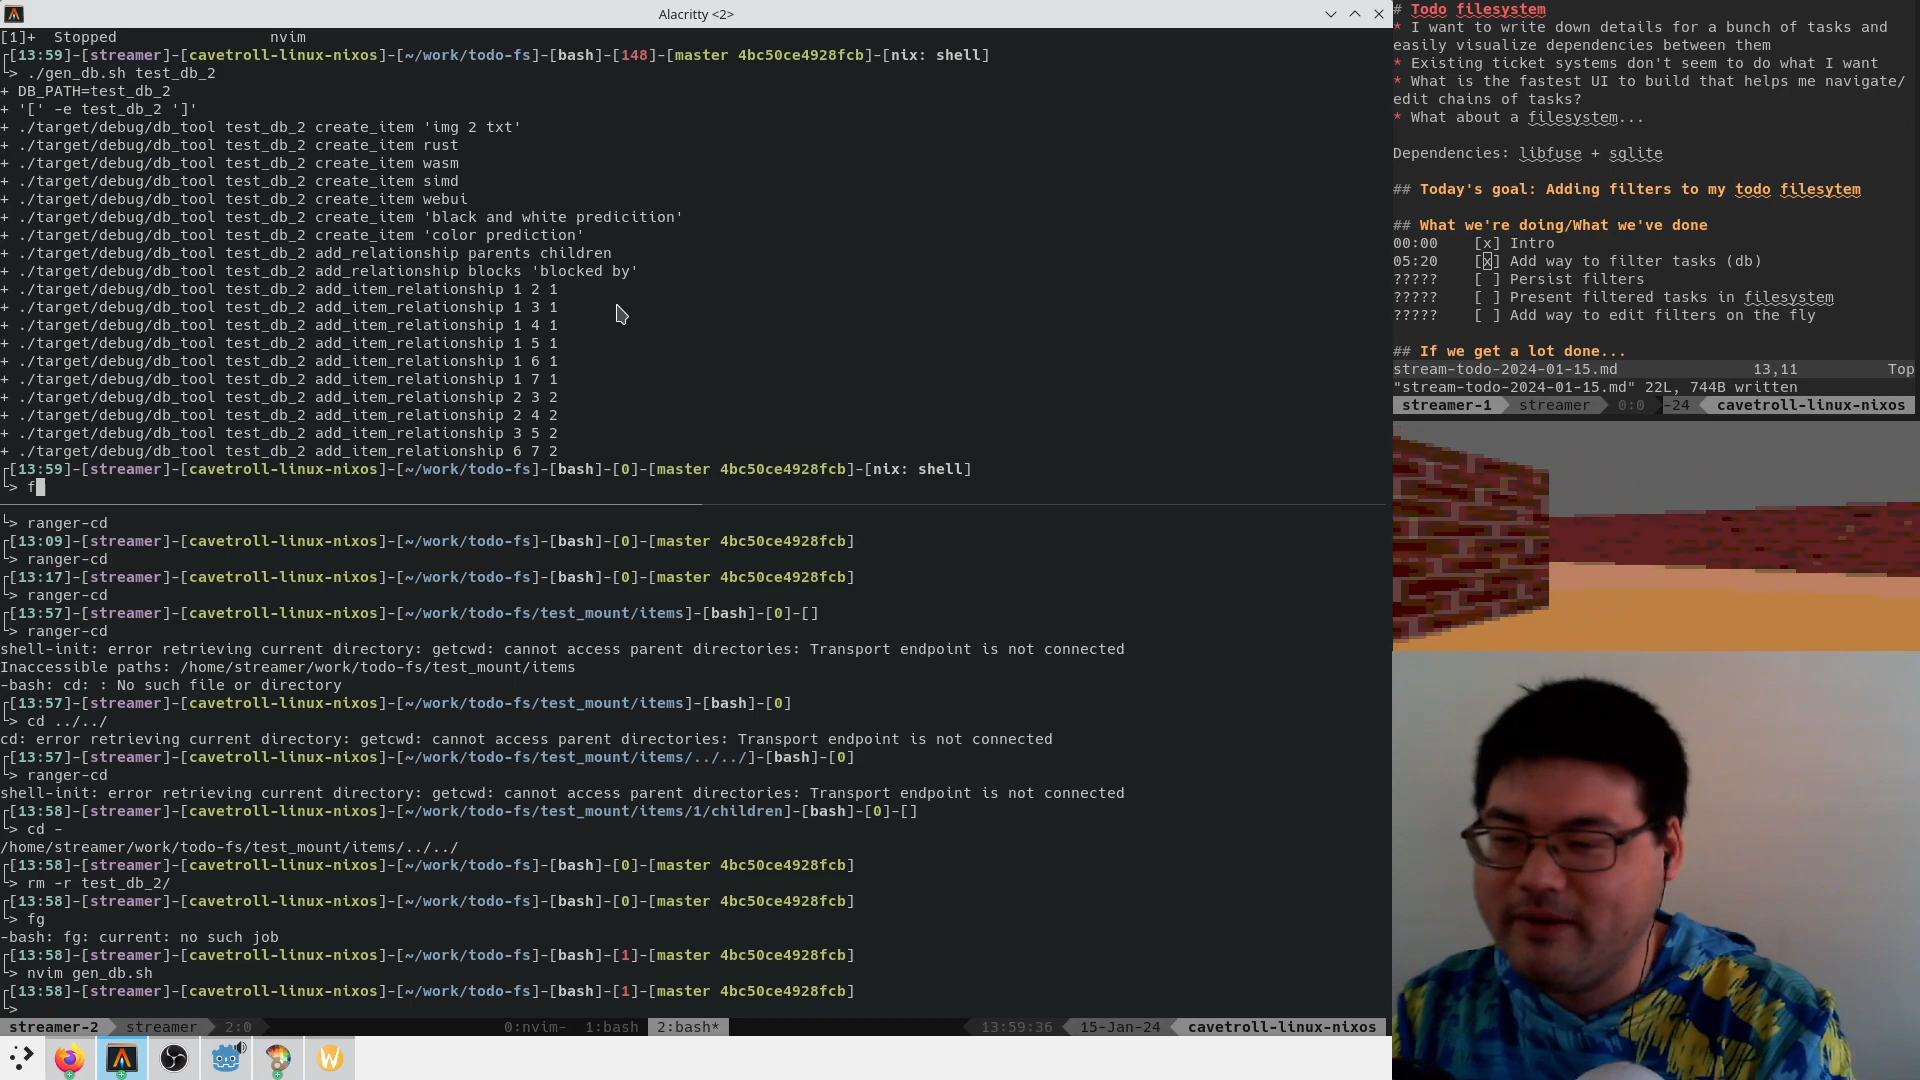 Alacritty <2>
[1]+  Stopped                 nvim
┌[13:59]-[streamer]-[cavetroll-linux-nixos]-[~/work/todo-fs]-[bash]-[148]-[master 4bc50ce4928fcb]-[nix: shell]
└> ./gen_db.sh test_db_2
+ DB_PATH=test_db_2
+ '[' -e test_db_2 ']'
+ ./target/debug/db_tool test_db_2 create_item 'img 2 txt'
+ ./target/debug/db_tool test_db_2 create_item rust
+ ./target/debug/db_tool test_db_2 create_item wasm
+ ./target/debug/db_tool test_db_2 create_item simd
+ ./target/debug/db_tool test_db_2 create_item webui
+ ./target/debug/db_tool test_db_2 create_item 'black and white predicition'
+ ./target/debug/db_tool test_db_2 create_item 'color prediction'
+ ./target/debug/db_tool test_db_2 add_relationship parents children
+ ./target/debug/db_tool test_db_2 add_relationship blocks 'blocked by'
+ ./target/debug/db_tool test_db_2 add_item_relationship 1 2 1
+ ./target/debug/db_tool test_db_2 add_item_relationship 1 3 1
+ ./target/debug/db_tool test_db_2 add_item_relationship 1 4 1
+ ./target/debug/db_tool test_db_2 add_item_relationship 1 5 1
+ ./target/debug/db_tool test_db_2 add_item_relationship 1 6 1
+ ./target/debug/db_tool test_db_2 add_item_relationship 1 7 1
+ ./target/debug/db_tool test_db_2 add_item_relationship 2 3 2
+ ./target/debug/db_tool test_db_2 add_item_relationship 2 4 2
+ ./target/debug/db_tool test_db_2 add_item_relationship 3 5 2
+ ./target/debug/db_tool test_db_2 add_item_relationship 6 7 2
┌[13:59]-[streamer]-[cavetroll-linux-nixos]-[~/work/todo-fs]-[bash]-[0]-[master 4bc50ce4928fcb]-[nix: shell]
└> f
└> ranger-cd
┌[13:09]-[streamer]-[cavetroll-linux-nixos]-[~/work/todo-fs]-[bash]-[0]-[master 4bc50ce4928fcb]
└> ranger-cd
┌[13:17]-[streamer]-[cavetroll-linux-nixos]-[~/work/todo-fs]-[bash]-[0]-[master 4bc50ce4928fcb]
└> ranger-cd
┌[13:57]-[streamer]-[cavetroll-linux-nixos]-[~/work/todo-fs/test_mount/items]-[bash]-[0]-[]
└> ranger-cd
shell-init: error retrieving current directory: getcwd: cannot access parent directories: Transport endpoint is not connected
Inaccessible paths: /home/streamer/work/todo-fs/test_mount/items
-bash: cd: : No such file or directory
┌[13:57]-[streamer]-[cavetroll-linux-nixos]-[~/work/todo-fs/test_mount/items]-[bash]-[0]
└> cd ../../
cd: error retrieving current directory: getcwd: cannot access parent directories: Transport endpoint is not connected
┌[13:57]-[streamer]-[cavetroll-linux-nixos]-[~/work/todo-fs/test_mount/items/../../]-[bash]-[0]
└> ranger-cd
shell-init: error retrieving current directory: getcwd: cannot access parent directories: Transport endpoint is not connected
┌[13:58]-[streamer]-[cavetroll-linux-nixos]-[~/work/todo-fs/test_mount/items/1/children]-[bash]-[0]-[]
└> cd -
/home/streamer/work/todo-fs/test_mount/items/../../
┌[13:58]-[streamer]-[cavetroll-linux-nixos]-[~/work/todo-fs]-[bash]-[0]-[master 4bc50ce4928fcb]
└> rm -r test_db_2/
┌[13:58]-[streamer]-[cavetroll-linux-nixos]-[~/work/todo-fs]-[bash]-[0]-[master 4bc50ce4928fcb]
└> fg
-bash: fg: current: no such job
┌[13:58]-[streamer]-[cavetroll-linux-nixos]-[~/work/todo-fs]-[bash]-[1]-[master 4bc50ce4928fcb]
└> nvim gen_db.sh
┌[13:58]-[streamer]-[cavetroll-linux-nixos]-[~/work/todo-fs]-[bash]-[1]-[master 4bc50ce4928fcb]
└>
streamer-2 streamer 2:0 0:nvim- 1:bash 2:bash* 13:59:36 15-Jan-24 cavetroll-linux-nixos
# Todo filesystem
* I want to write down details for a bunch of tasks and
easily visualize dependencies between them
* Existing ticket systems don't seem to do what I want
* What is the fastest UI to build that helps me navigate/
edit chains of tasks?
* What about a filesystem...
Dependencies: libfuse + sqlite
## Today's goal: Adding filters to my todo filesytem
## What we're doing/What we've done
00:00    [x] Intro
05:20    [x] Add way to filter tasks (db)
?????    [ ] Persist filters
?????    [ ] Present filtered tasks in filesystem
?????    [ ] Add way to edit filters on the fly
## If we get a lot done...
stream-todo-2024-01-15.md 13,11 Top
"stream-todo-2024-01-15.md" 22L, 744B written
streamer-1 streamer 0:0 -24 cavetroll-linux-nixos